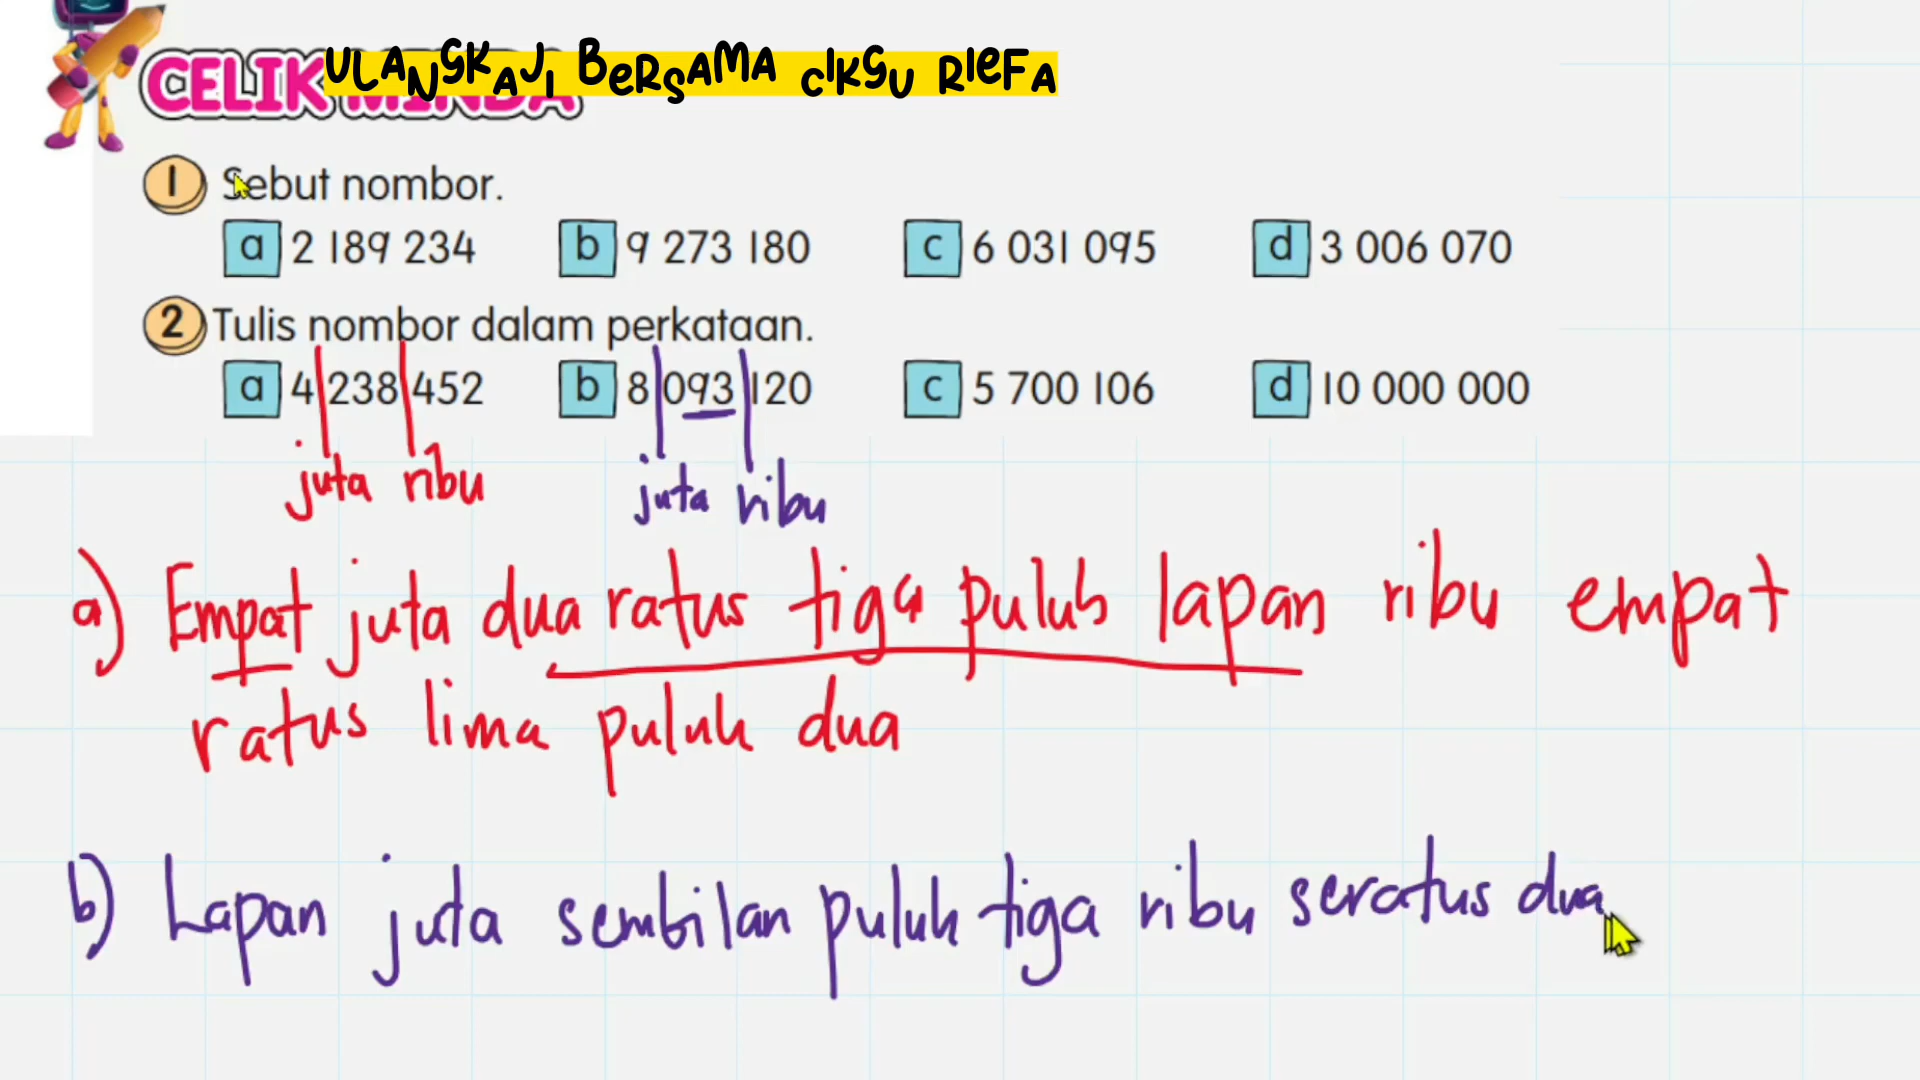 CELIK MINDA
ULANGKAJI BERSAMA CIKGU RIEFA
1 Sebut nombor.
a 2 189 234 b 9 273 180 c 6 031 095 d 3 006 070
2 Tulis nombor dalam perkataan.
a 4 238 452 b 8 093 120 c 5 700 106 d 10 000 000
juta ribu juta ribu
a) Empat juta dua ratus tiga puluh lapan ribu empat
ratus lima puluh dua
b) Lapan juta sembilan puluh tiga ribu seratus dua